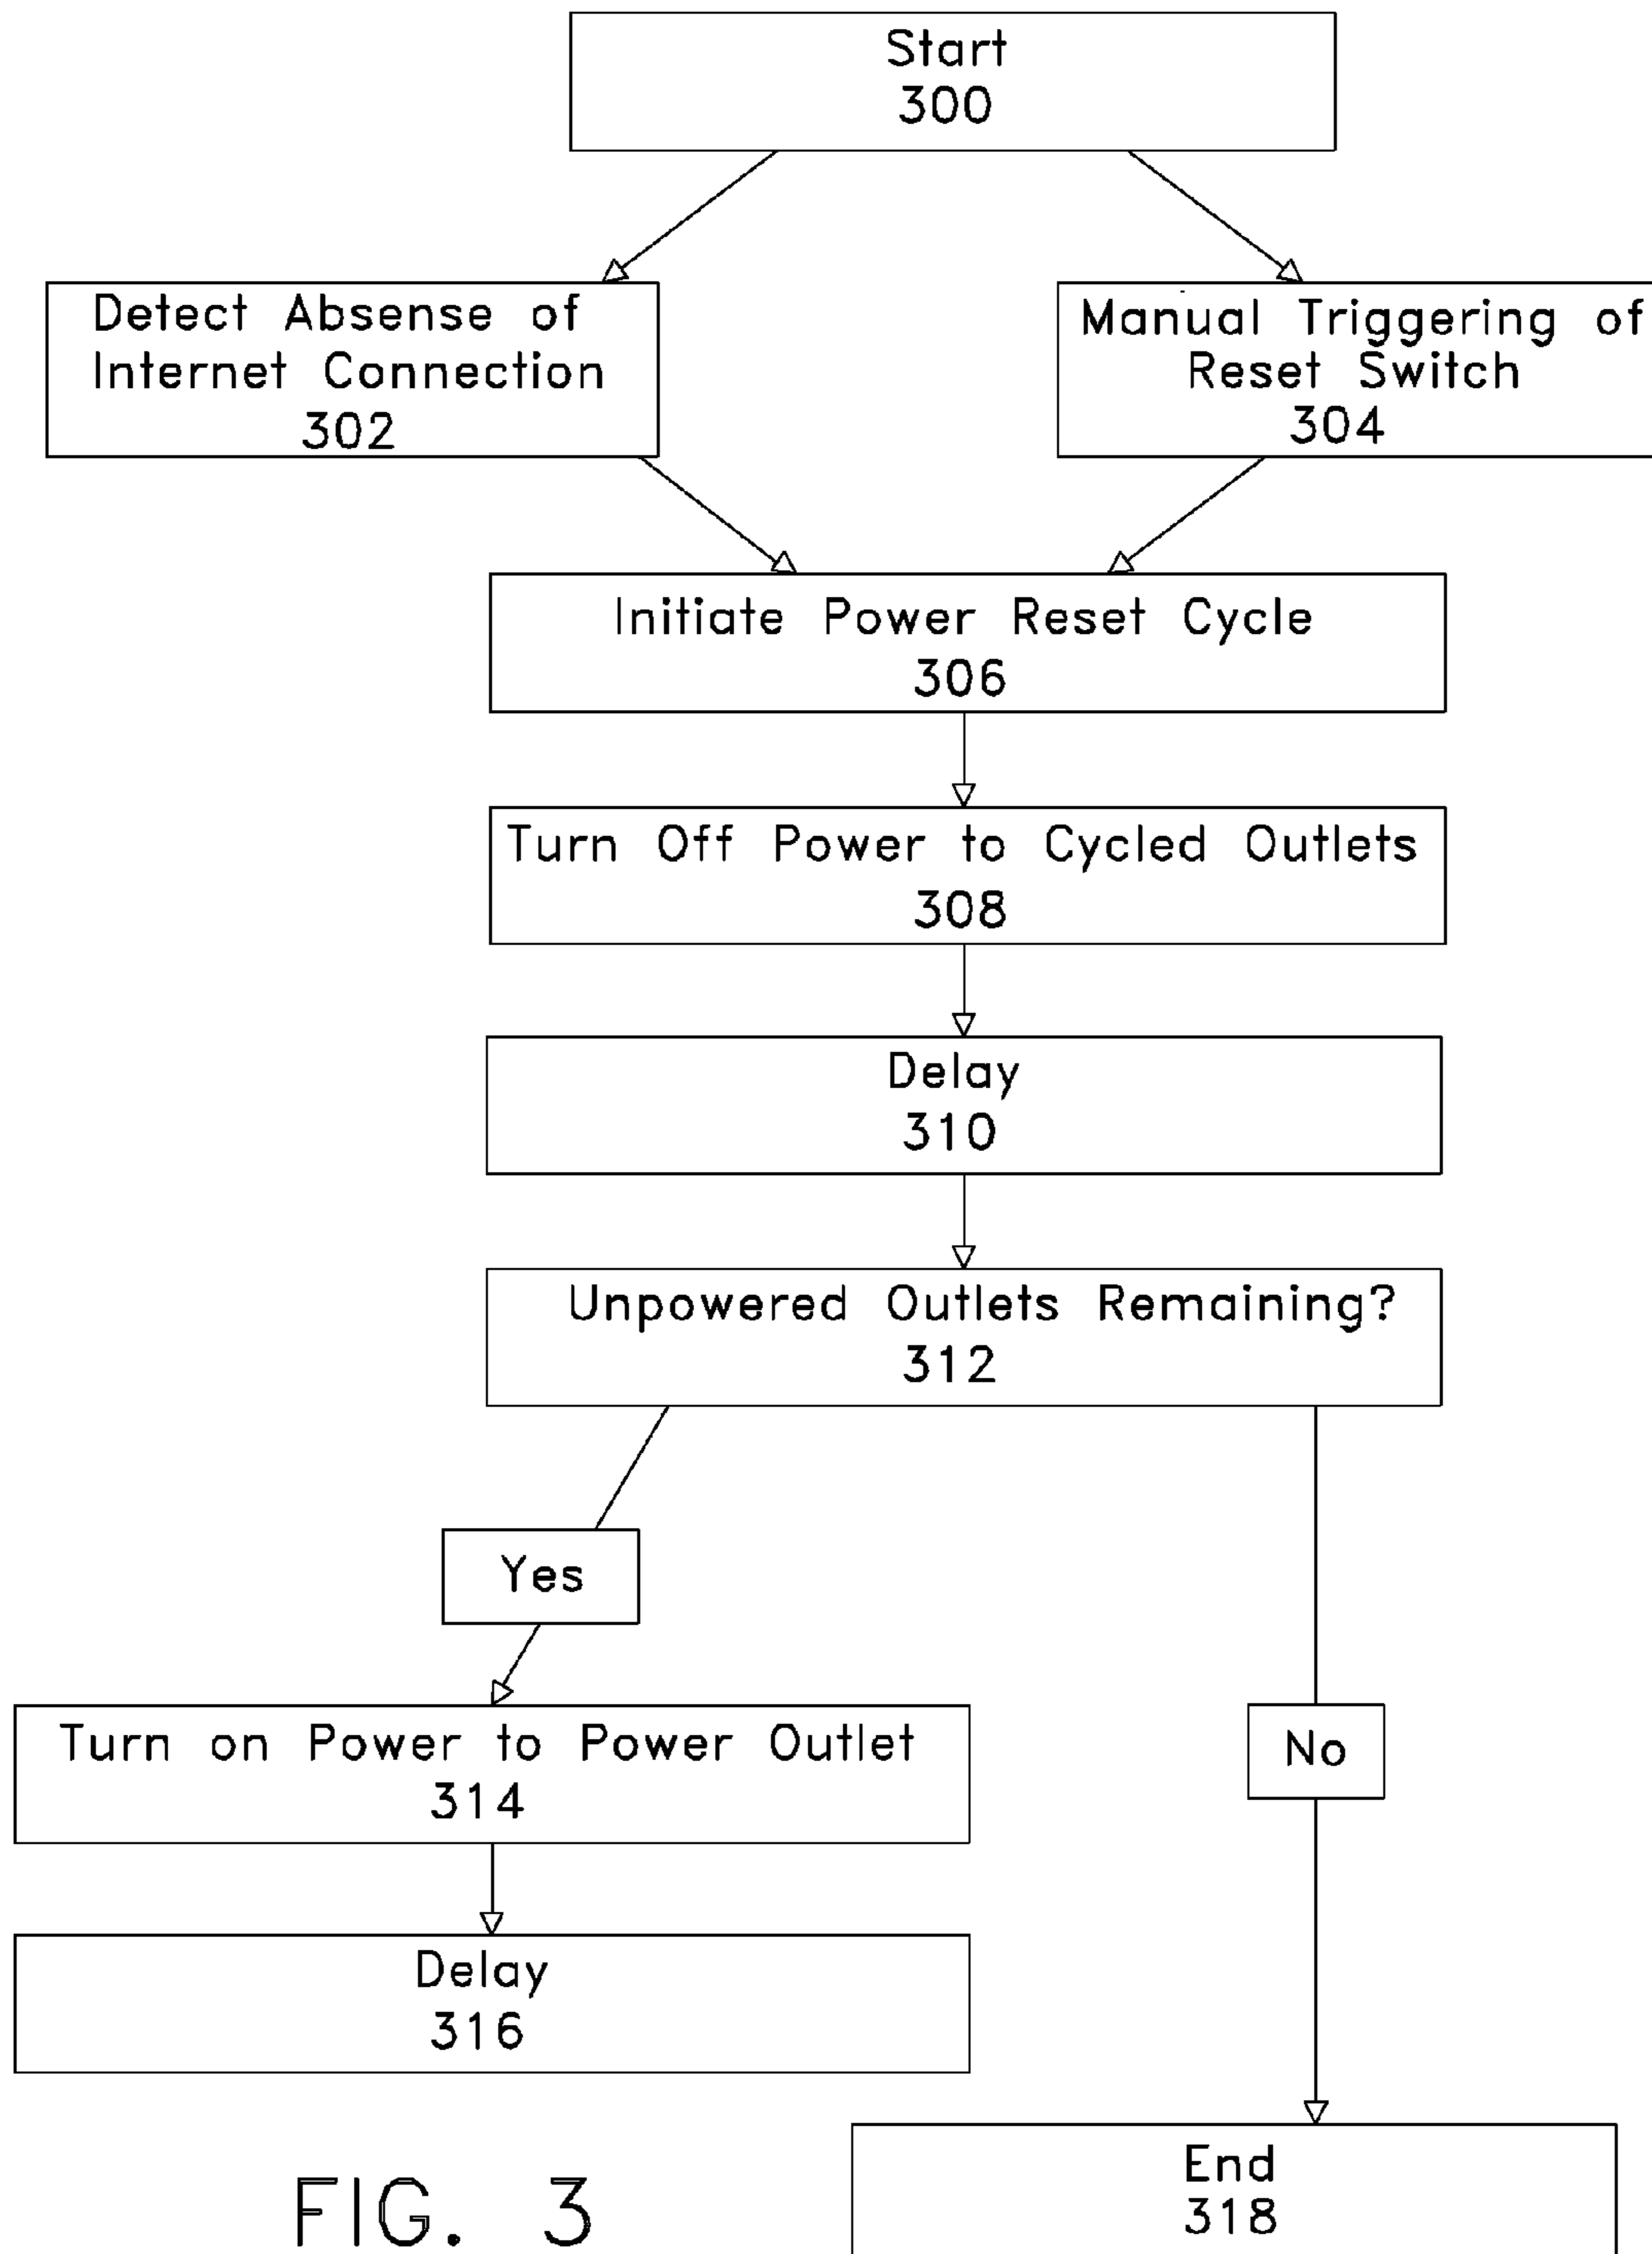 Start
300
Detect Absense of
Internet Connection
302
Manual Triggering of
Reset Switch
304
Initiate Power Reset Cycle
306
Turn Off Power to Cycled Outlets
308
Delay
310
Unpowered Outlets Remaining?
312
Yes
No
Turn on Power to Power Outlet
314
Delay
316
End
318
FIG. 3